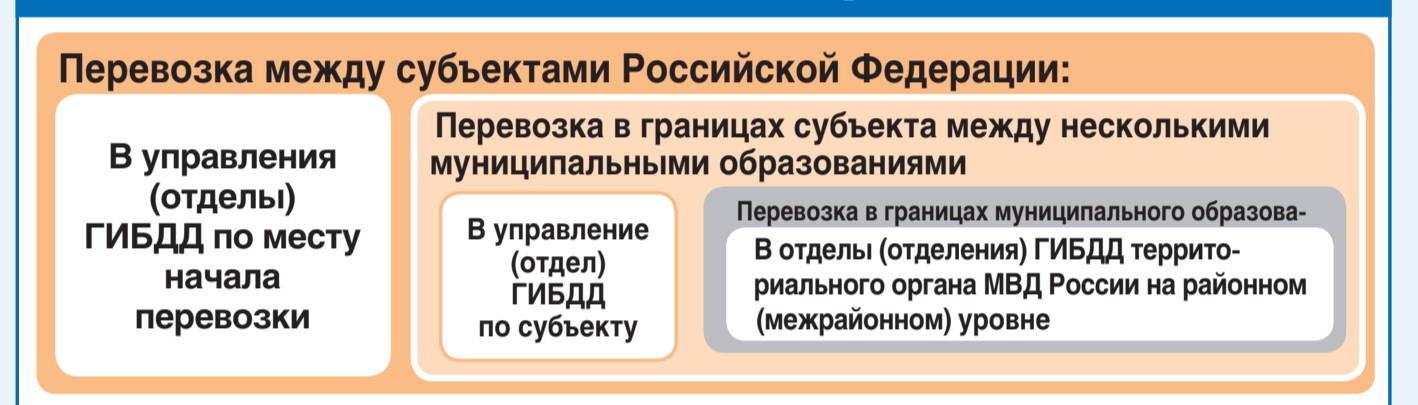 Перевозка между субъектами Российской Федерации:
В управления
(отделы)
ГИБДД по месту
начала
перевозки
Перевозка в границах субъекта между несколькими
муниципальными образованиями
В управление
(отдел)
ГИБДД
по субъекту
Перевозка в границах муниципального образова-
В отделы (отделения) ГИБДД террито-
риального органа МВД России на районном
(межрайонном) уровне